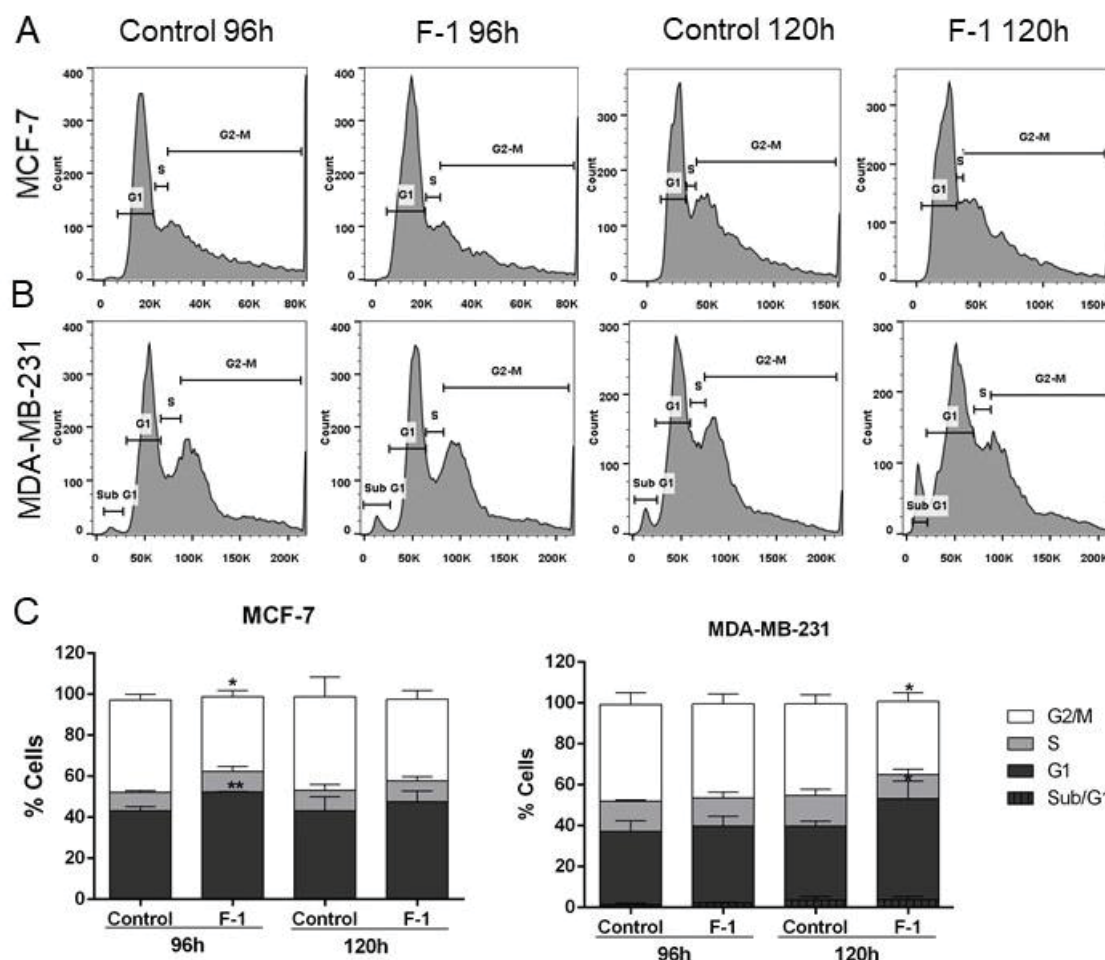 A
Control 96h
F-1 96h
Control 120h
F-1 120h
MCF-7
400
300
200
100
0
Count
G1
S
G2-M
0 20K 40K 60K 80K
400
300
200
100
0
Count
G1
S
G2-M
0 20K 40K 60K 80K
300
200
100
0
Count
G1
S
G2-M
0 50K 100K 150K
300
200
100
0
Count
G1
S
G2-M
0 50K 100K 150K
B
MDA-MB-231
400
300
200
100
0
Count
Sub G1
G1
S
G2-M
0 50K 100K 150K 200K
400
300
200
100
0
Count
Sub G1
G1
S
G2-M
0 50K 100K 150K 200K
300
200
100
0
Count
Sub G1
G1
S
G2-M
0 50K 100K 150K 200K
300
200
100
0
Count
Sub G1
G1
S
G2-M
0 50K 100K 150K 200K
C
MCF-7
120
100
80
60
40
20
0
% Cells
*
**
Control F-1 Control F-1
96h 120h
MDA-MB-231
120
100
80
60
40
20
0
% Cells
*
*
Control F-1 Control F-1
96h 120h
G2/M
S
G1
Sub/G1